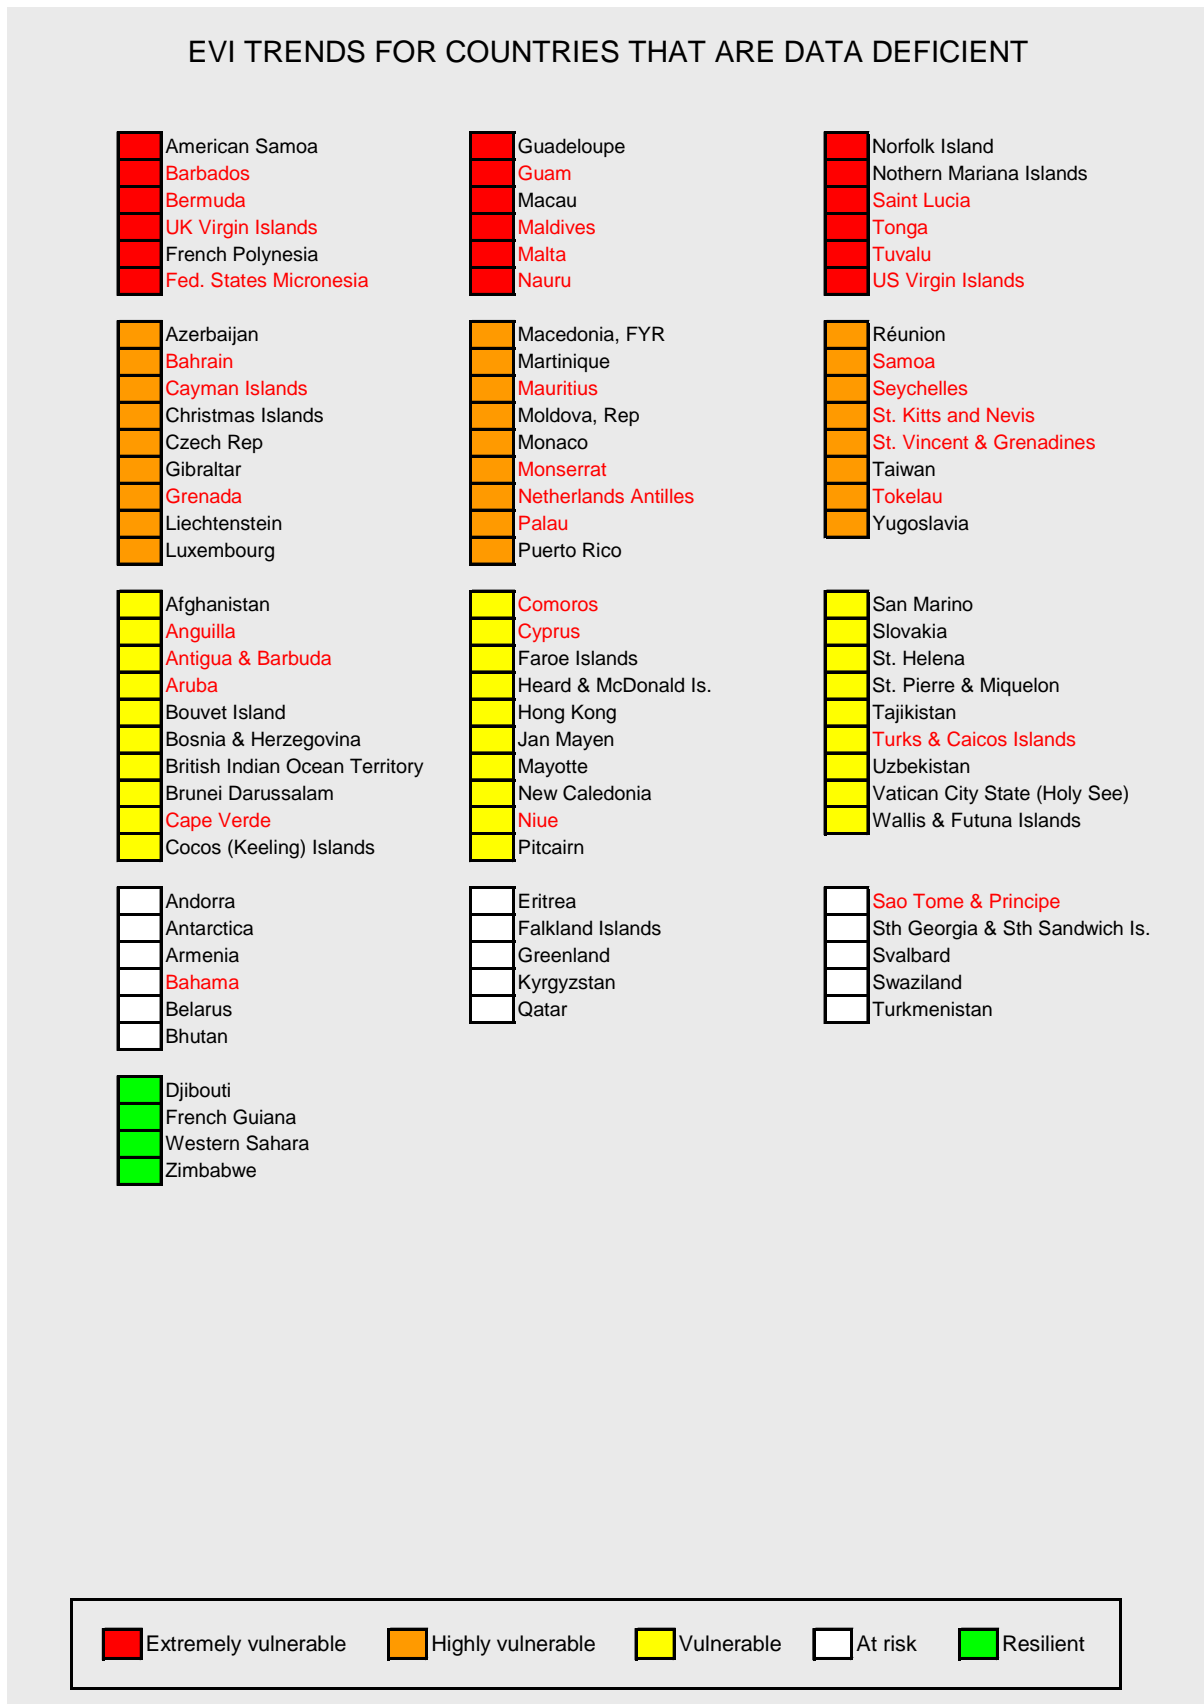 EVI TRENDS FOR COUNTRIES THAT ARE DATA DEFICIENT
American Samoa
Barbados
Bermuda
UK Virgin Islands
French Polynesia
Fed. States Micronesia
Guadeloupe
Guam
Macau
Maldives
Malta
Nauru
Norfolk Island
Nothern Mariana Islands
Saint Lucia
Tonga
Tuvalu
US Virgin Islands
Azerbaijan
Bahrain
Cayman Islands
Christmas Islands
Czech Rep
Gibraltar
Grenada
Liechtenstein
Luxembourg
Macedonia, FYR
Martinique
Mauritius
Moldova, Rep
Monaco
Monserrat
Netherlands Antilles
Palau
Puerto Rico
Réunion
Samoa
Seychelles
St. Kitts and Nevis
St. Vincent & Grenadines
Taiwan
Tokelau
Yugoslavia
Afghanistan
Anguilla
Antigua & Barbuda
Aruba
Bouvet Island
Bosnia & Herzegovina
British Indian Ocean Territory
Brunei Darussalam
Cape Verde
Cocos (Keeling) Islands
Comoros
Cyprus
Faroe Islands
Heard & McDonald Is.
Hong Kong
Jan Mayen
Mayotte
New Caledonia
Niue
Pitcairn
San Marino
Slovakia
St. Helena
St. Pierre & Miquelon
Tajikistan
Turks & Caicos Islands
Uzbekistan
Vatican City State (Holy See)
Wallis & Futuna Islands
Andorra
Antarctica
Armenia
Bahama
Belarus
Bhutan
Eritrea
Falkland Islands
Greenland
Kyrgyzstan
Qatar
Sao Tome & Principe
Sth Georgia & Sth Sandwich Is.
Svalbard
Swaziland
Turkmenistan
Djibouti
French Guiana
Western Sahara
Zimbabwe
Extremely vulnerable
Highly vulnerable
Vulnerable
At risk
Resilient